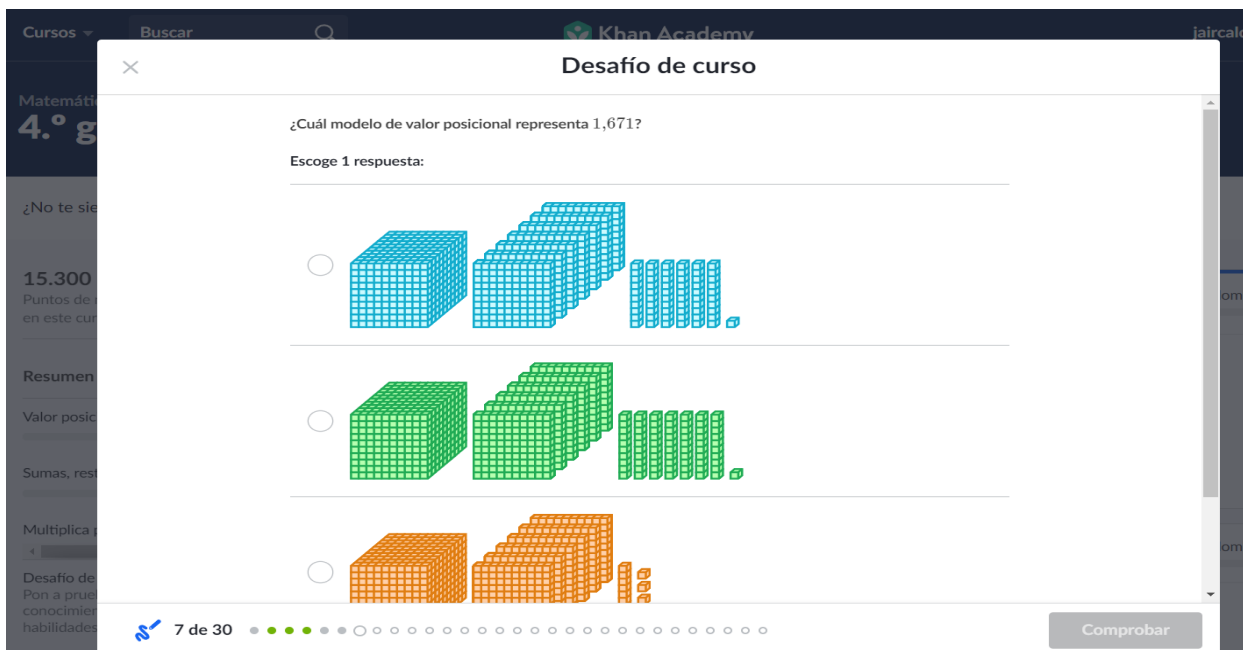 Cursos
Buscar
Khan Academy
Desafío de curso
4.º g
¿Cuál modelo de valor posicional representa 1,671?
Escoge 1 respuesta:
¿No te sie
15.300
Puntos de
en este cur
Resumen
Valor posic
Sumas, rest
Multiplica p
Desafío de
Pon a prue
conocimien
habilidades
7 de 30
Comprobar